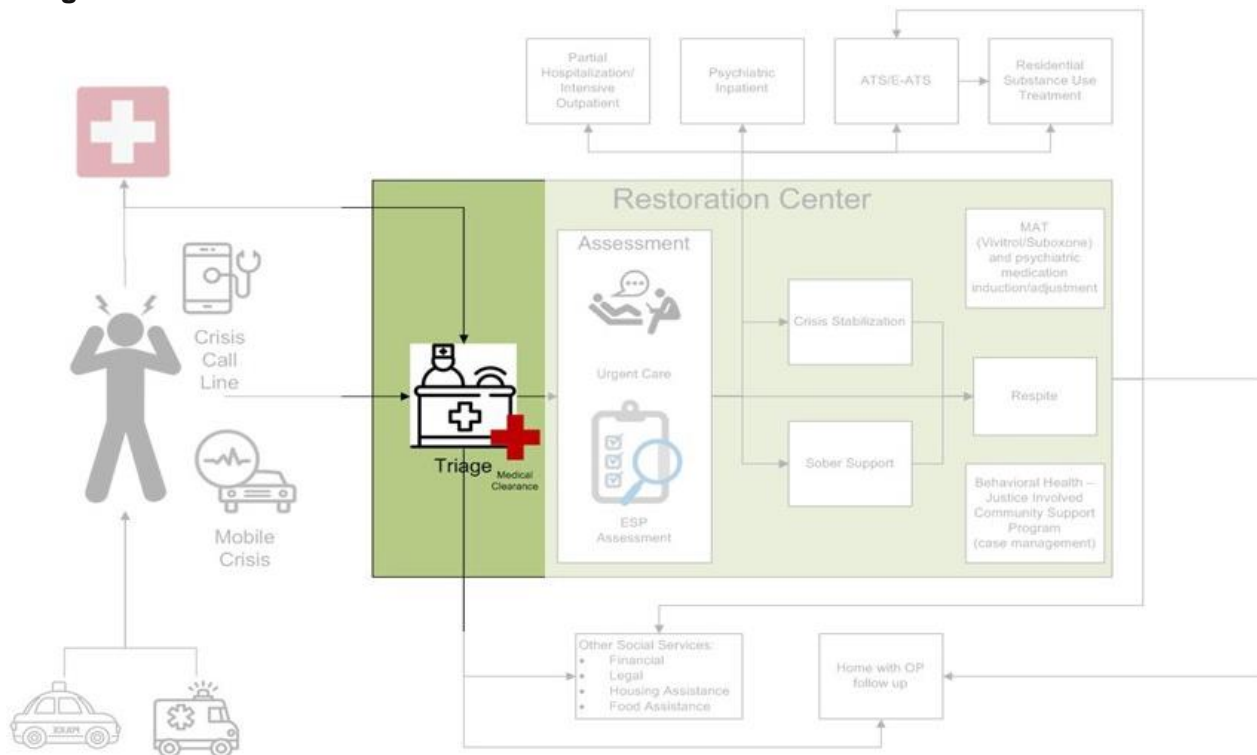 Partial
Hospitalization/
Intensive
Outpatient
Psychiatric
Inpatient
ATS/E-ATS
Residential
Substance Use
Treatment
Restoration Center
Crisis
Call
Line
Mobile
Crisis
Triage
Medical
Clearance
Assessment
Urgent Care
ESP
Assessment
Crisis Stabilization
Sober Support
MAT
(Vivitrol/Suboxone)
and psychiatric
medication
induction/adjustment
Respite
Behavioral Health –
Justice Involved
Community Support
Program
(case management)
Other Social Services:
• Financial
• Legal
• Housing Assistance
• Food Assistance
Home with OP
follow up